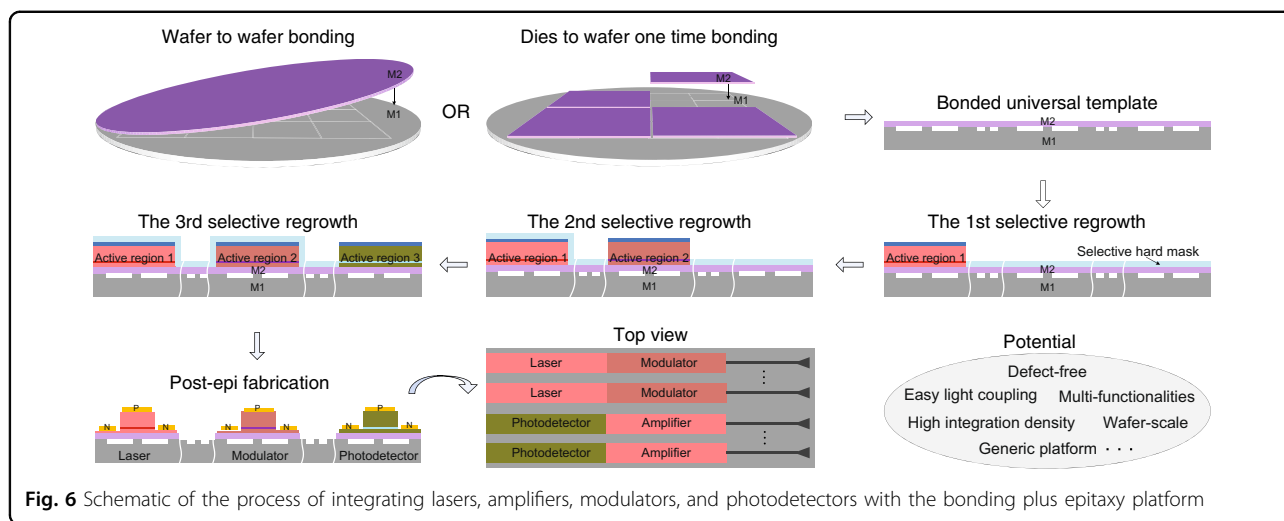 Wafer to wafer bonding
M2
M1
OR
Dies to wafer one time bonding
M2
M1
Bonded universal template
M2
M1
The 3rd selective regrowth
Active region 1
Active region 2
Active region 3
M2
M1
The 2nd selective regrowth
Active region 1
Active region 2
M2
M1
The 1st selective regrowth
Active region 1
Selective hard mask
M2
M1
Post-epi fabrication
P
N
N
P
N
N
P
N
N
Laser
Modulator
Photodetector
Top view
Laser
Modulator
Laser
Modulator
Photodetector
Amplifier
Photodetector
Amplifier
Potential
Defect-free
Easy light coupling
Multi-functionalities
High integration density
Wafer-scale
Generic platform · · ·
Fig. 6 Schematic of the process of integrating lasers, amplifiers, modulators, and photodetectors with the bonding plus epitaxy platform